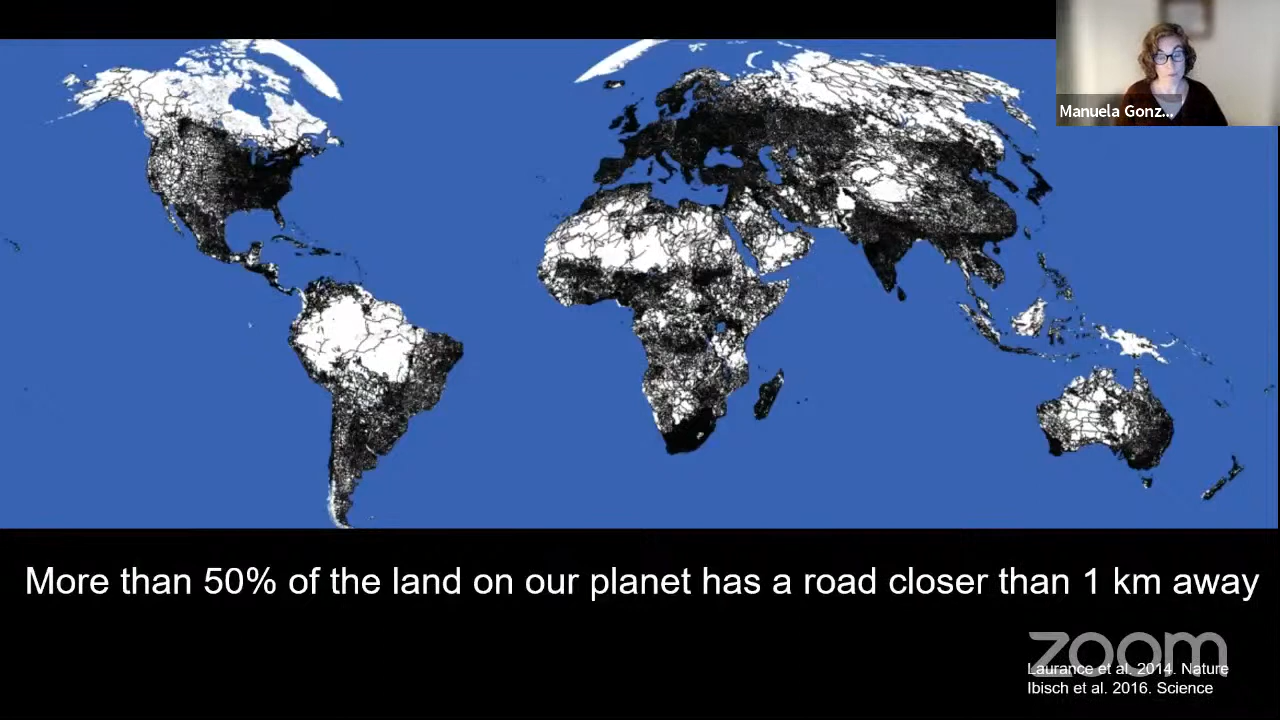 Manuela Gonz...
More than 50% of the land on our planet has a road closer than 1 km away
zoom
Laurance et al. 2014. Nature
Ibisch et al. 2016. Science